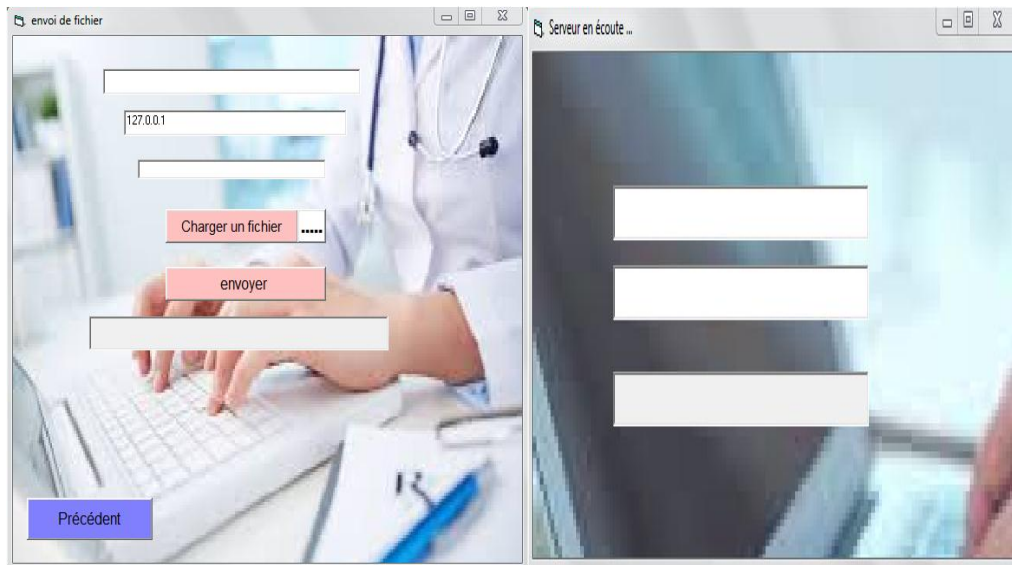 envoi de fichier
127.0.0.1
Charger un fichier .....
envoyer
Précédent
Serveur en écoute ...